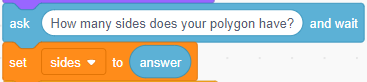 ask How many sides does your polygon have? and wait
set sides to answer